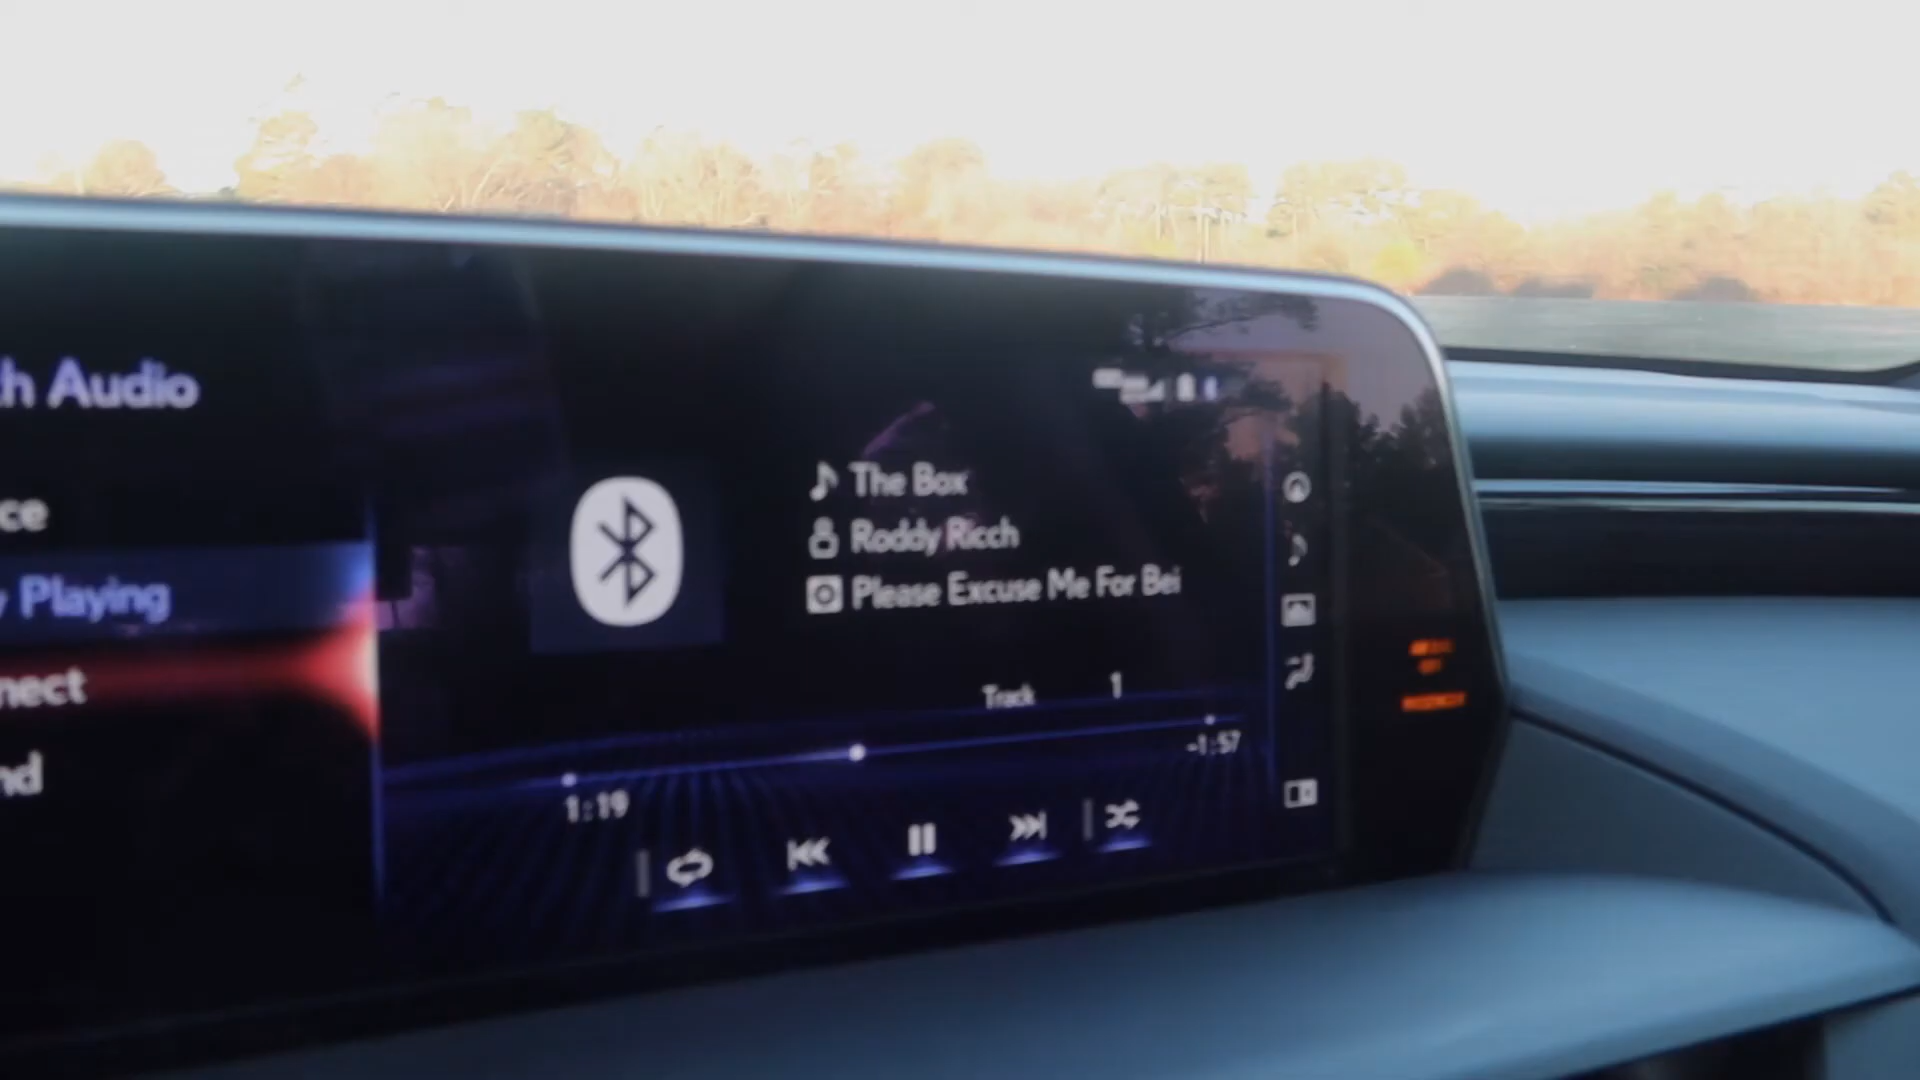 h Audio
The Box
Roddy Ricch
Please Excuse Me For Bei
ce
y Playing
nect
nd
Track 1
1:19
-1:57